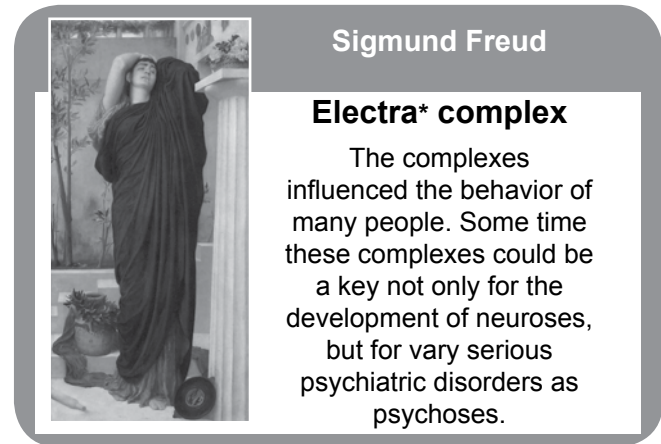 Sigmund Freud
Electra* complex
The complexes
influenced the behavior of
many people. Some time
these complexes could be
a key not only for the
development of neuroses,
but for vary serious
psychiatric disorders as
psychoses.